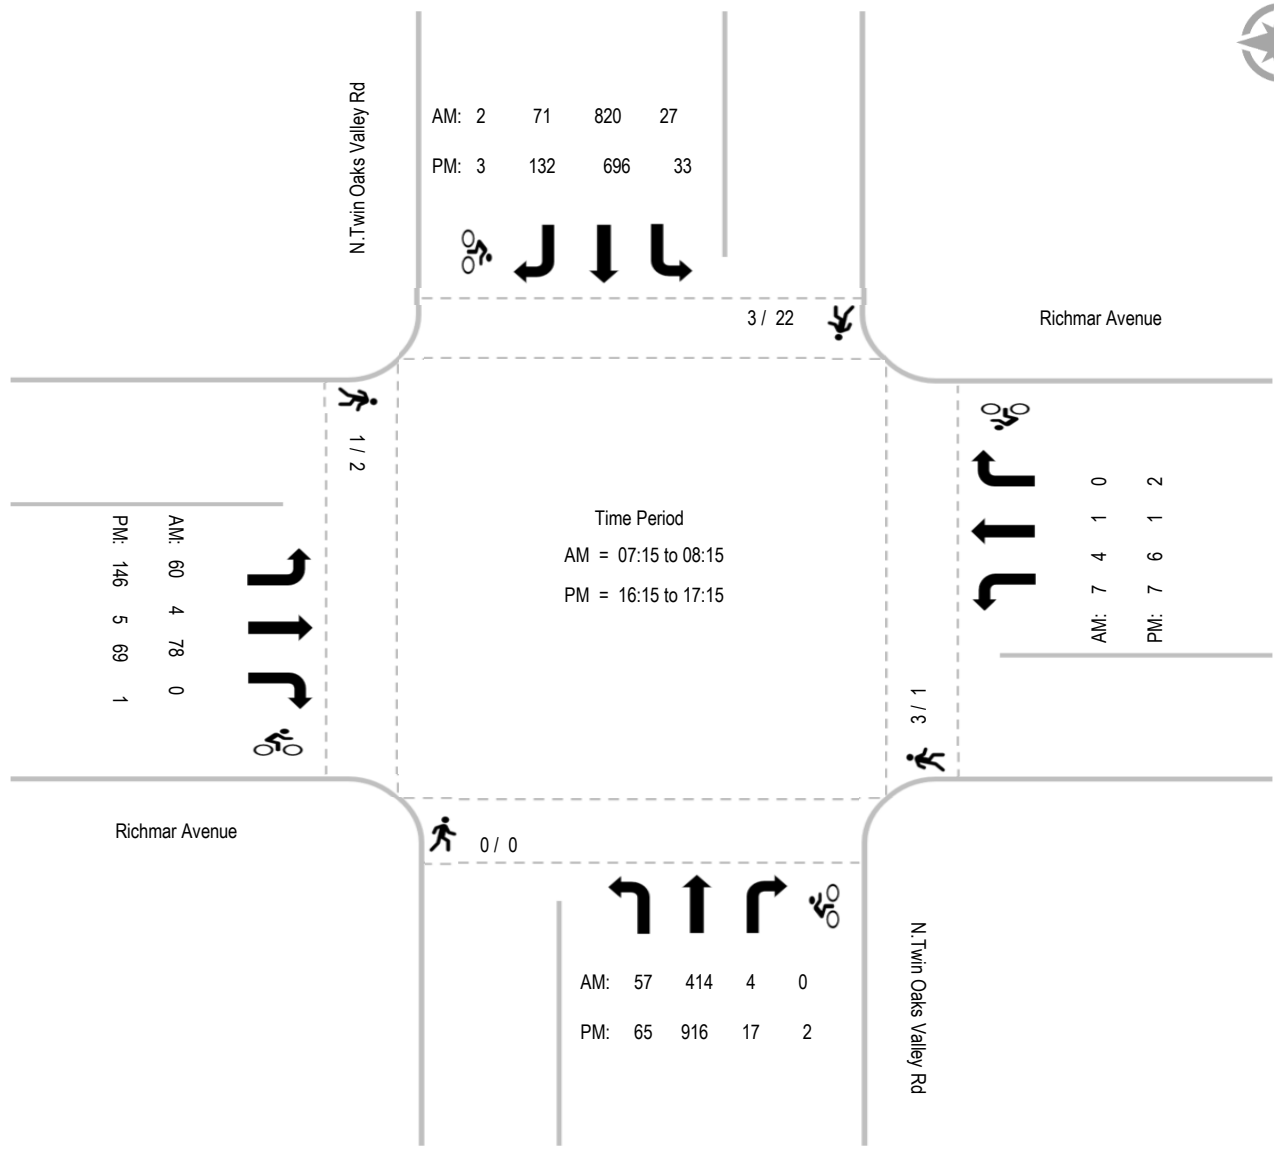 N.Twin Oaks Valley Rd
AM: 2 71 820 27
PM: 3 132 696 33
3 / 22
Richmar Avenue
1 / 2
AM: 60 4 78 0
PM: 146 5 69 1
Time Period
AM = 07:15 to 08:15
PM = 16:15 to 17:15
AM: 7 4 1 0
PM: 7 6 1 2
3 / 1
Richmar Avenue
0 / 0
AM: 57 414 4 0
PM: 65 916 17 2
N.Twin Oaks Valley Rd